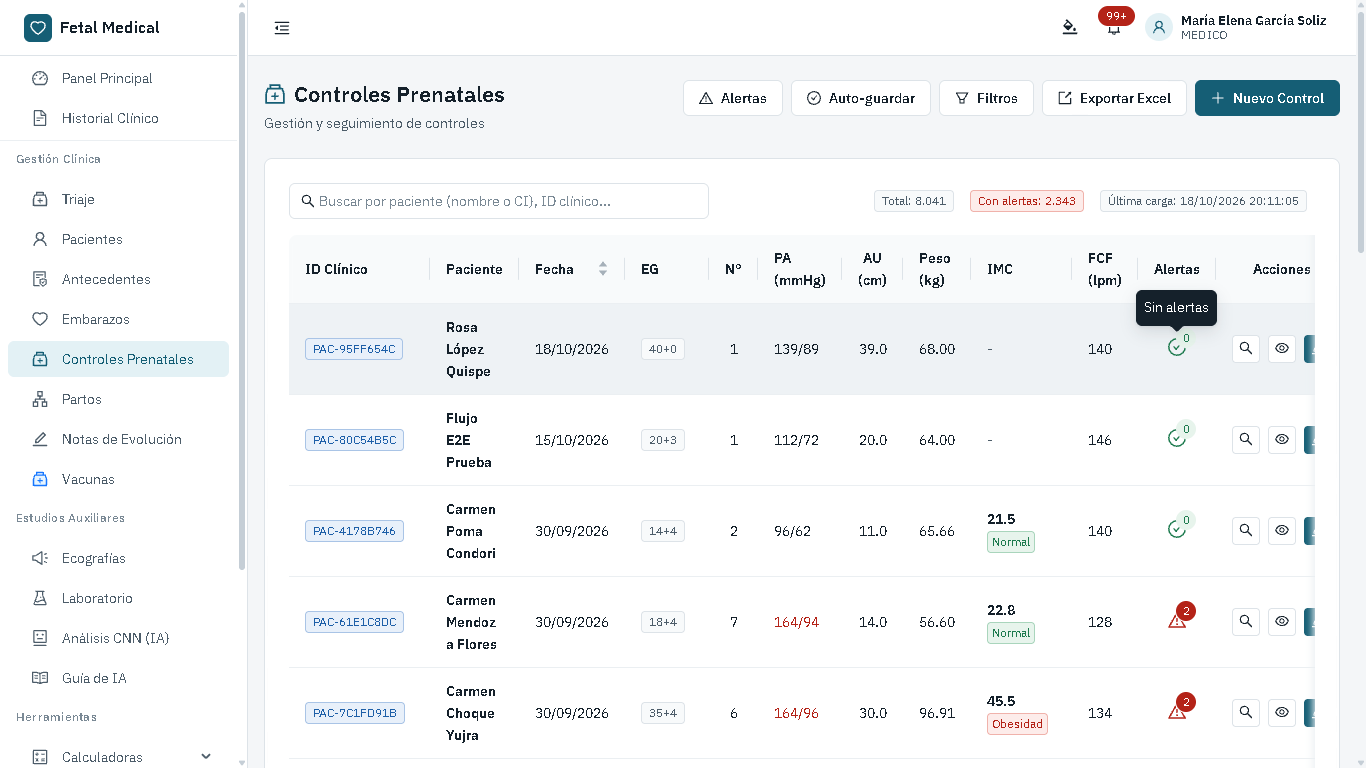 Fetal Medical
99+
María Elena García Soliz
MEDICO
Panel Principal
Historial Clínico
Gestión Clínica
Triaje
Pacientes
Antecedentes
Embarazos
Controles Prenatales
Partos
Notas de Evolución
Vacunas
Estudios Auxiliares
Ecografías
Laboratorio
Análisis CNN (IA)
Guía de IA
Herramientas
Calculadoras
Controles Prenatales
Gestión y seguimiento de controles
Alertas
Auto-guardar
Filtros
Exportar Excel
Nuevo Control
Buscar por paciente (nombre o CI), ID clínico...
Total: 8.041
Con alertas: 2.343
Última carga: 18/10/2026 20:11:05
ID Clínico Paciente Fecha EG Nº PA (mmHg) AU (cm) Peso (kg) IMC FCF (lpm) Alertas Acciones
Sin alertas
PAC-95FF654C Rosa López Quispe 18/10/2026 40+0 1 139/89 39.0 68.00 - 140 0
PAC-80C54B5C Flujo E2E Prueba 15/10/2026 20+3 1 112/72 20.0 64.00 - 146 0
PAC-4178B746 Carmen Poma Condori 30/09/2026 14+4 2 96/62 11.0 65.66 21.5 Normal 140 0
PAC-61E1C8DC Carmen Mendoza Flores 30/09/2026 18+4 7 164/94 14.0 56.60 22.8 Normal 128 2
PAC-7C1FD91B Carmen Choque Yujra 30/09/2026 35+4 6 164/96 30.0 96.91 45.5 Obesidad 134 2